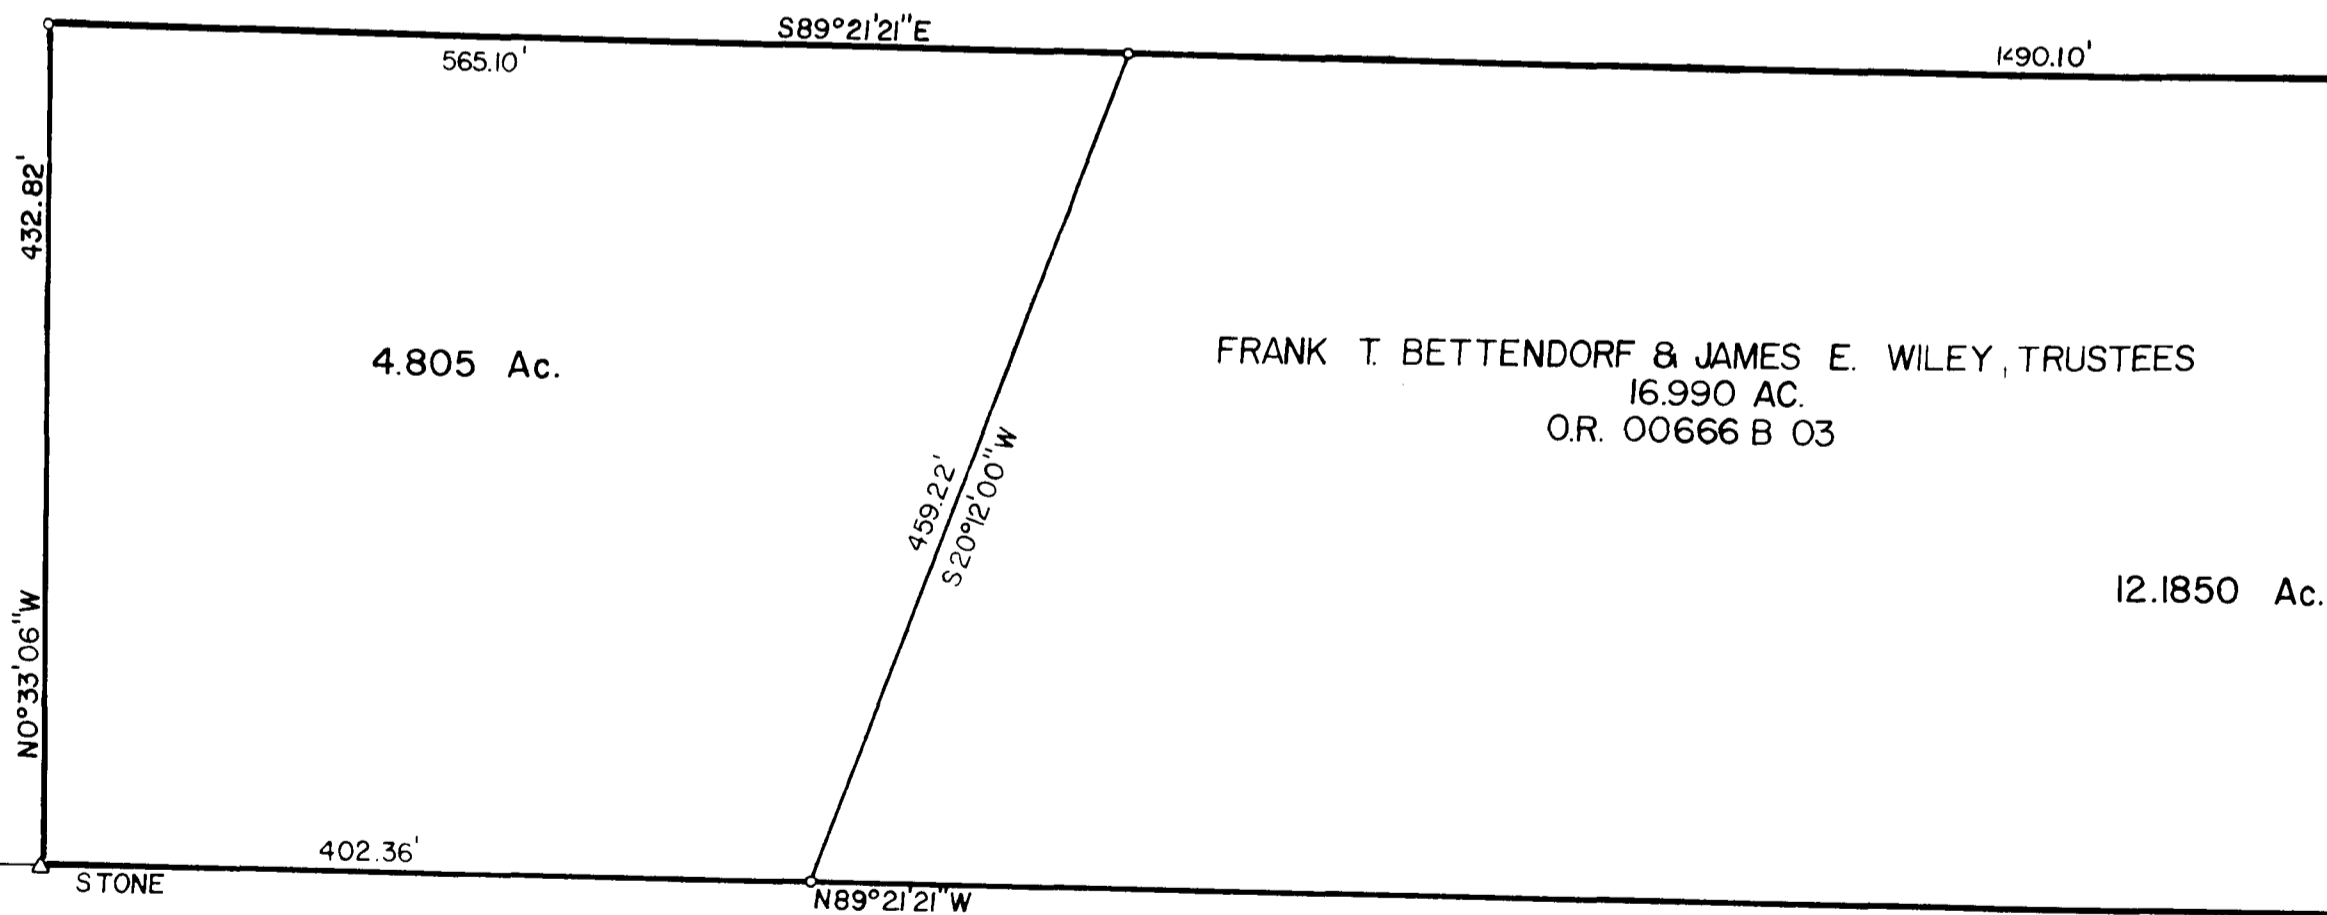 S89°21'21"E
565.10'
1490.10'
432.82'
N0°33'06"W
4.805 Ac.
459.22'
S20°12'00"W
FRANK T. BETTENDORF & JAMES E. WILEY, TRUSTEES
16.990 AC.
O.R. 00666 B 03
12.1850 Ac.
402.36'
STONE
N89°21'21"W